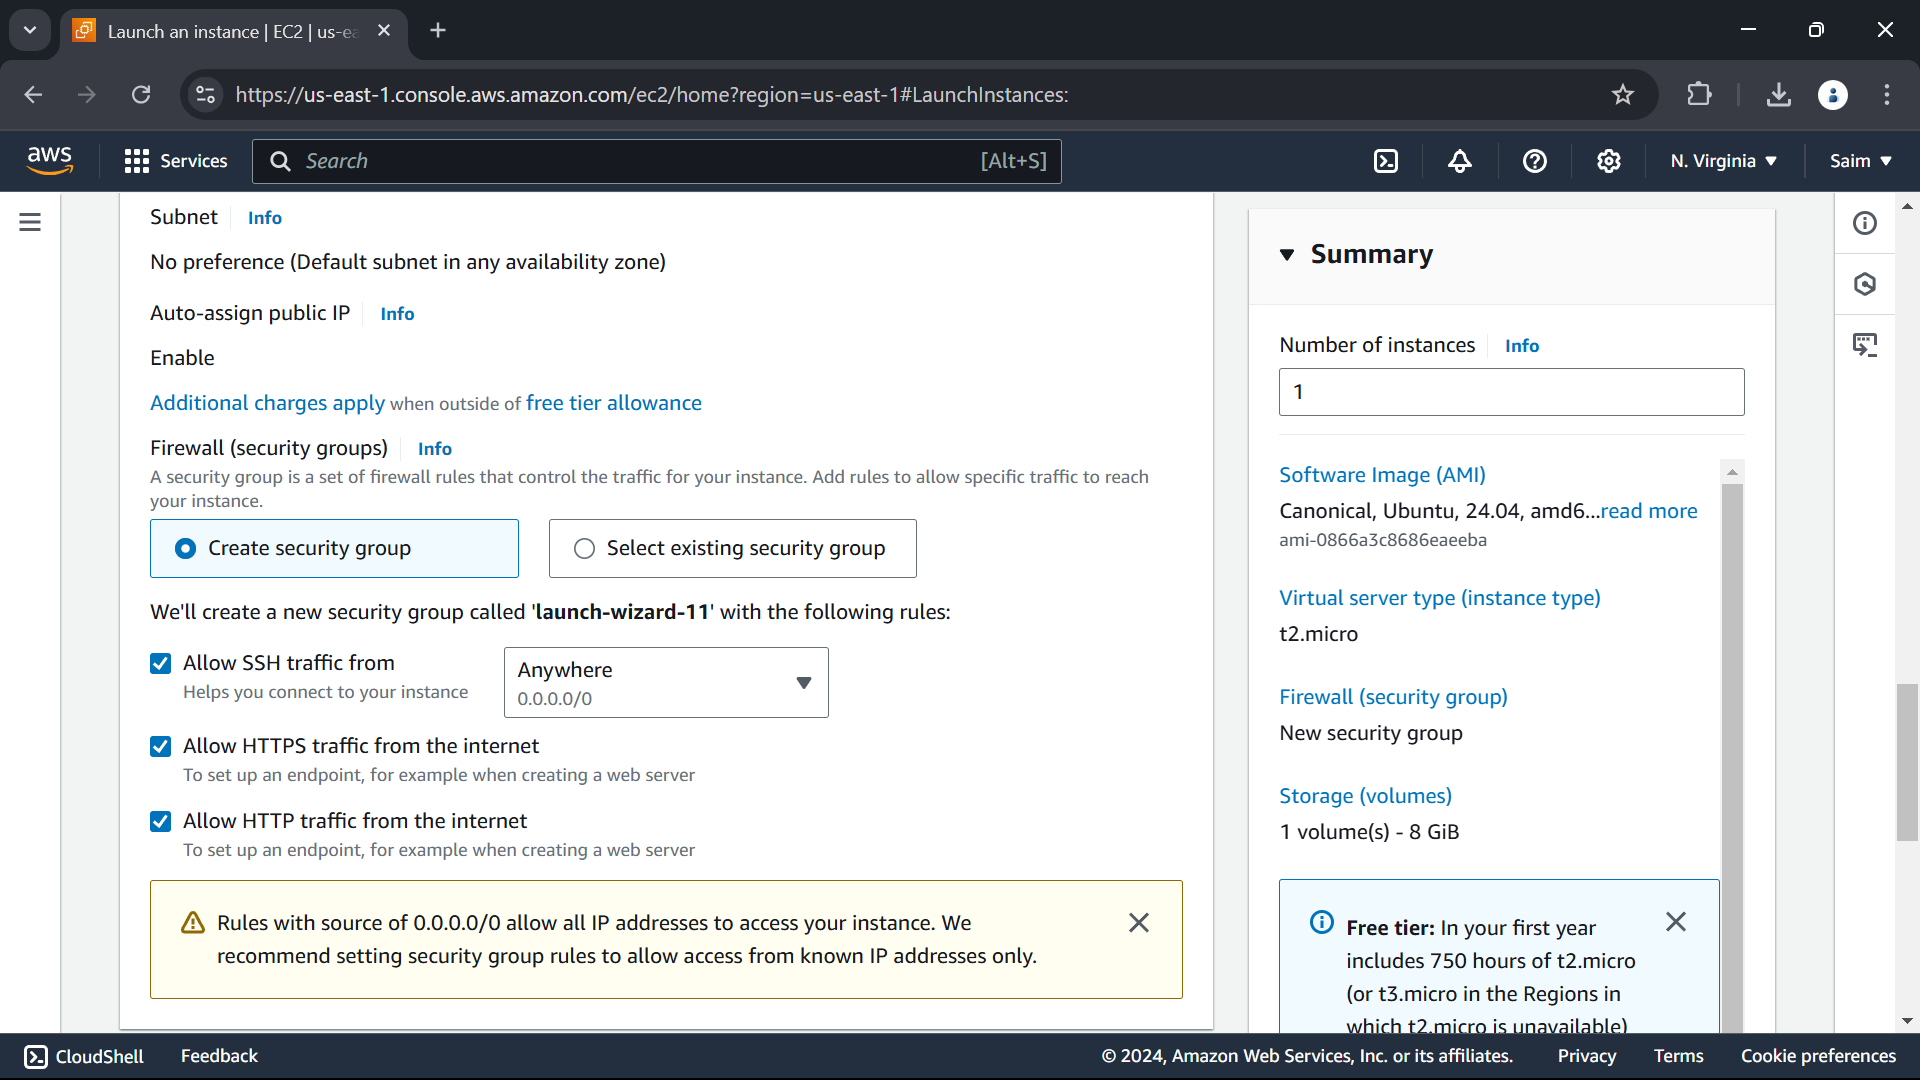 Launch an instance | EC2 | us-ea
https://us-east-1.console.aws.amazon.com/ec2/home?region=us-east-1#LaunchInstances:
aws
Services
Search
[Alt+S]
N. Virginia
Saim
Subnet
Info
No preference (Default subnet in any availability zone)
Auto-assign public IP
Info
Enable
Additional charges apply when outside of free tier allowance
Firewall (security groups)
Info
A security group is a set of firewall rules that control the traffic for your instance. Add rules to allow specific traffic to reach
your instance.
Create security group
Select existing security group
We'll create a new security group called 'launch-wizard-11' with the following rules:
Allow SSH traffic from
Helps you connect to your instance
Anywhere
0.0.0.0/0
Allow HTTPS traffic from the internet
To set up an endpoint, for example when creating a web server
Allow HTTP traffic from the internet
To set up an endpoint, for example when creating a web server
Rules with source of 0.0.0.0/0 allow all IP addresses to access your instance. We
recommend setting security group rules to allow access from known IP addresses only.
Summary
Number of instances
Info
1
Software Image (AMI)
Canonical, Ubuntu, 24.04, amd6...read more
ami-0866a3c8686eaeeba
Virtual server type (instance type)
t2.micro
Firewall (security group)
New security group
Storage (volumes)
1 volume(s) - 8 GiB
Free tier: In your first year
includes 750 hours of t2.micro
(or t3.micro in the Regions in
which t2.micro is unavailable)
CloudShell
Feedback
© 2024, Amazon Web Services, Inc. or its affiliates.
Privacy
Terms
Cookie preferences